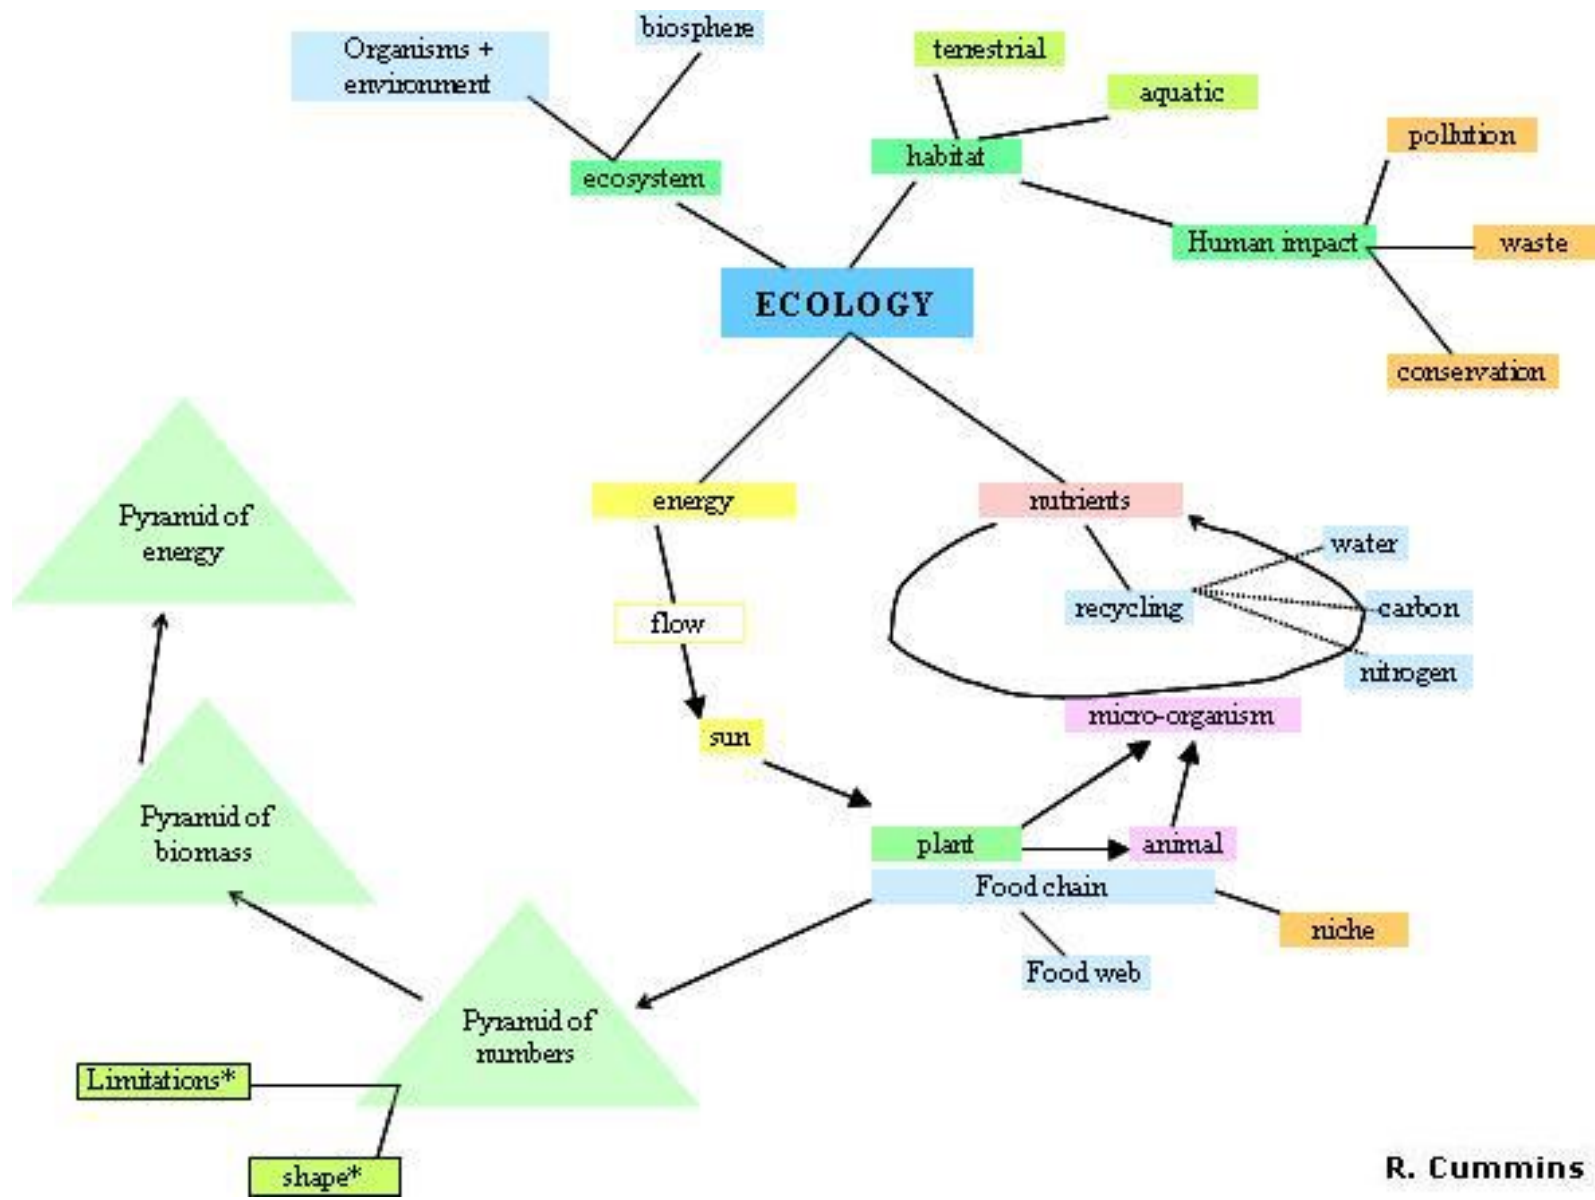 biosphere
Organisms +
environment
terrestrial
aquatic
pollution
habitat
ecosystem
Human impact
waste
ECOLOGY
conservation
energy
nutrients
Pyramid of
energy
water
recycling
carbon
flow
nitrogen
micro-organism
sun
Pyramid of
biomass
plant
animal
Food chain
niche
Food web
Pyramid of
numbers
Limitations*
shape*
R. Cummins